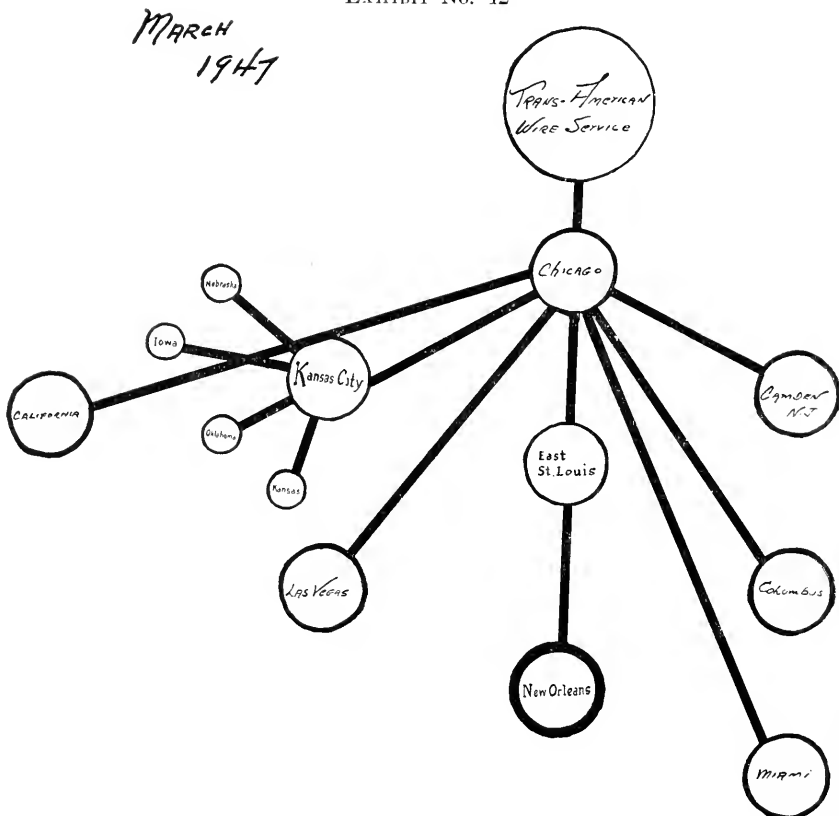 EXHIBIT No. 12
MARCH
1947
TRANS-AMERICAN
WIRE SERVICE
CHICAGO
Nebraska
Iowa
Kansas City
CALIFORNIA
CAMDEN
N.J
Oklahoma
East
St. Louis
Kansas
LAS VEGAS
COLUMBUS
New Orleans
MIAMI